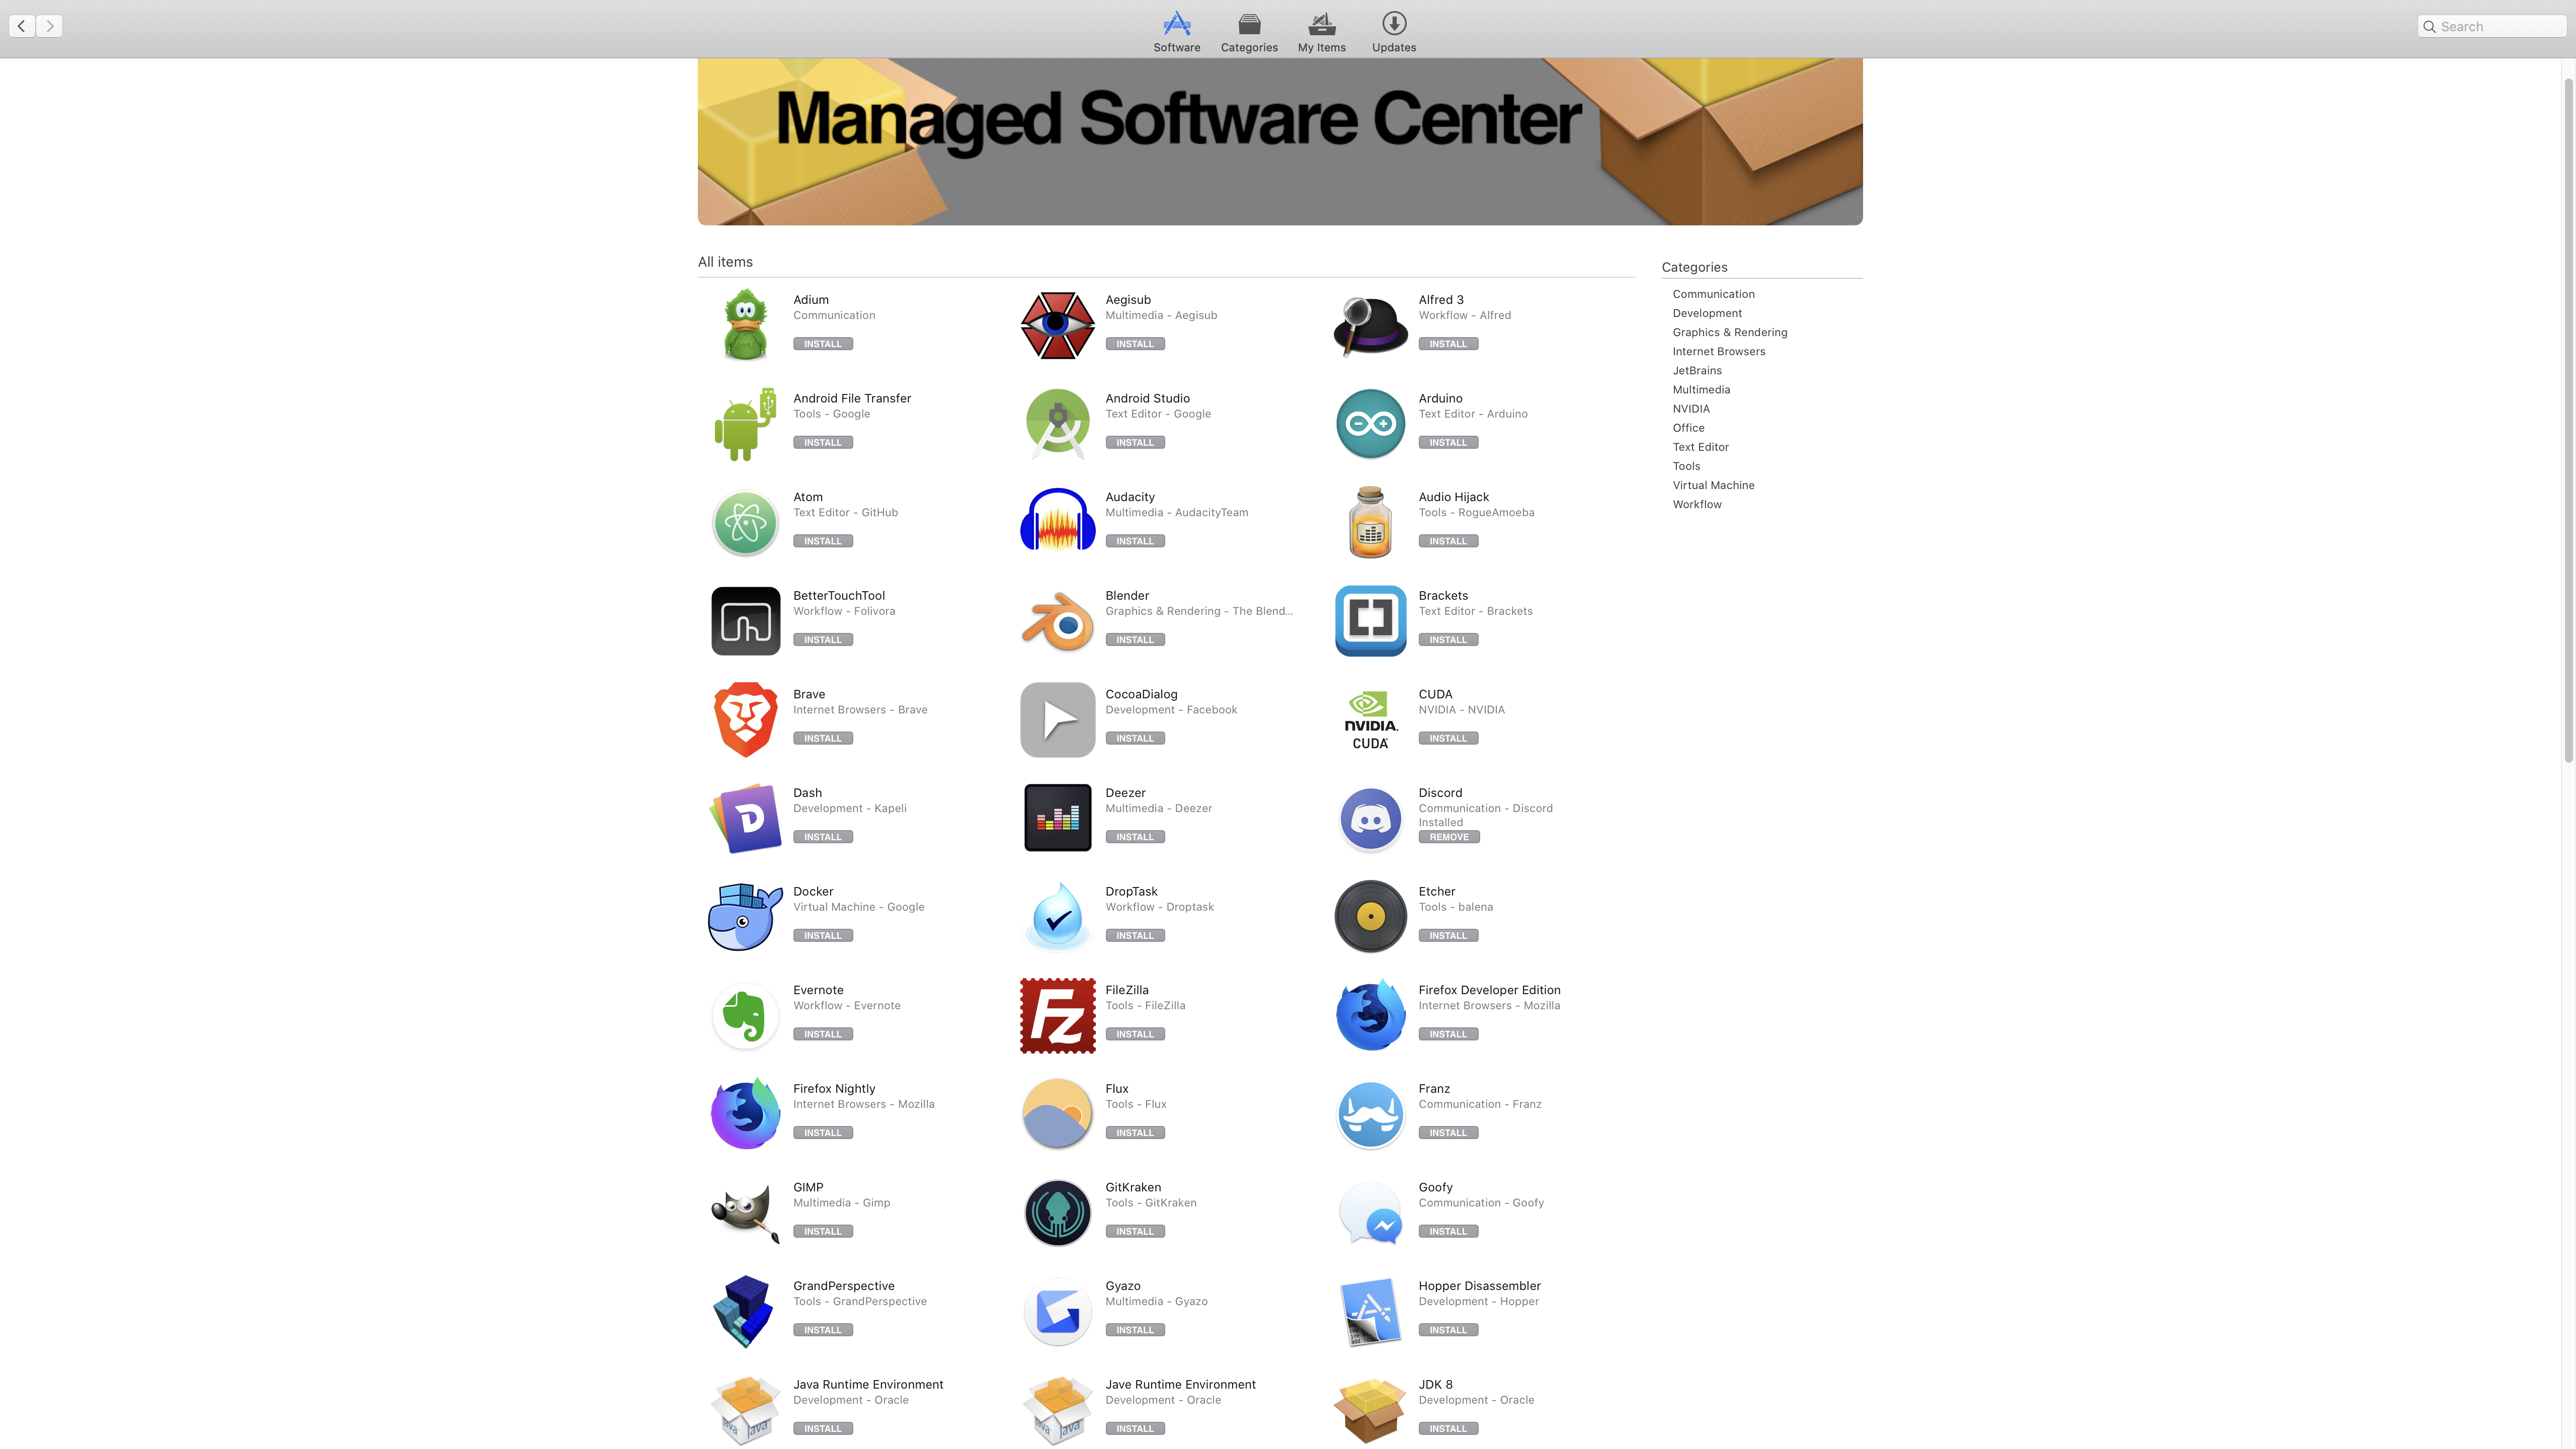 Software
Categories
My Items
Updates
Search
Managed Software Center
All items
Adium
Communication
INSTALL
Aegisub
Multimedia - Aegisub
INSTALL
Alfred 3
Workflow - Alfred
INSTALL
Android File Transfer
Tools - Google
INSTALL
Android Studio
Text Editor - Google
INSTALL
Arduino
Text Editor - Arduino
INSTALL
Atom
Text Editor - GitHub
INSTALL
Audacity
Multimedia - AudacityTeam
INSTALL
Audio Hijack
Tools - RogueAmoeba
INSTALL
BetterTouchTool
Workflow - Folivora
INSTALL
Blender
Graphics & Rendering - The Blend...
INSTALL
Brackets
Text Editor - Brackets
INSTALL
Brave
Internet Browsers - Brave
INSTALL
CocoaDialog
Development - Facebook
INSTALL
NVIDIA.
CUDA
CUDA
NVIDIA - NVIDIA
INSTALL
D
Dash
Development - Kapeli
INSTALL
Deezer
Multimedia - Deezer
INSTALL
Discord
Communication - Discord
Installed
REMOVE
Docker
Virtual Machine - Google
INSTALL
DropTask
Workflow - Droptask
INSTALL
Etcher
Tools - balena
INSTALL
Evernote
Workflow - Evernote
INSTALL
Fz
FileZilla
Tools - FileZilla
INSTALL
Firefox Developer Edition
Internet Browsers - Mozilla
INSTALL
Firefox Nightly
Internet Browsers - Mozilla
INSTALL
Flux
Tools - Flux
INSTALL
Franz
Communication - Franz
INSTALL
GIMP
Multimedia - Gimp
INSTALL
GitKraken
Tools - GitKraken
INSTALL
Goofy
Communication - Goofy
INSTALL
GrandPerspective
Tools - GrandPerspective
INSTALL
Gyazo
Multimedia - Gyazo
INSTALL
Hopper Disassembler
Development - Hopper
INSTALL
Java
Java Runtime Environment
Development - Oracle
INSTALL
Java
Jave Runtime Environment
Development - Oracle
INSTALL
JDK 8
Development - Oracle
INSTALL
Categories
Communication
Development
Graphics & Rendering
Internet Browsers
JetBrains
Multimedia
NVIDIA
Office
Text Editor
Tools
Virtual Machine
Workflow